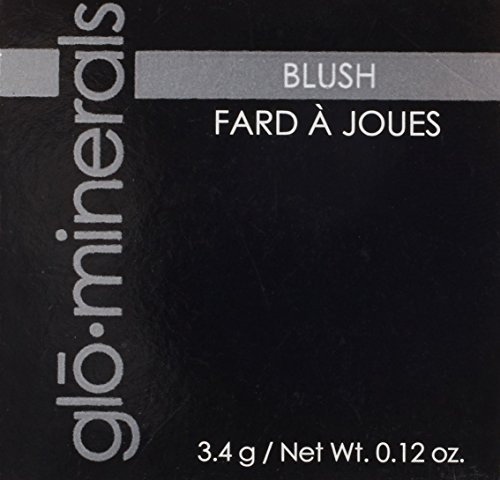 glō·minerals
BLUSH
FARD À JOUES
3.4 g / Net Wt. 0.12 oz.